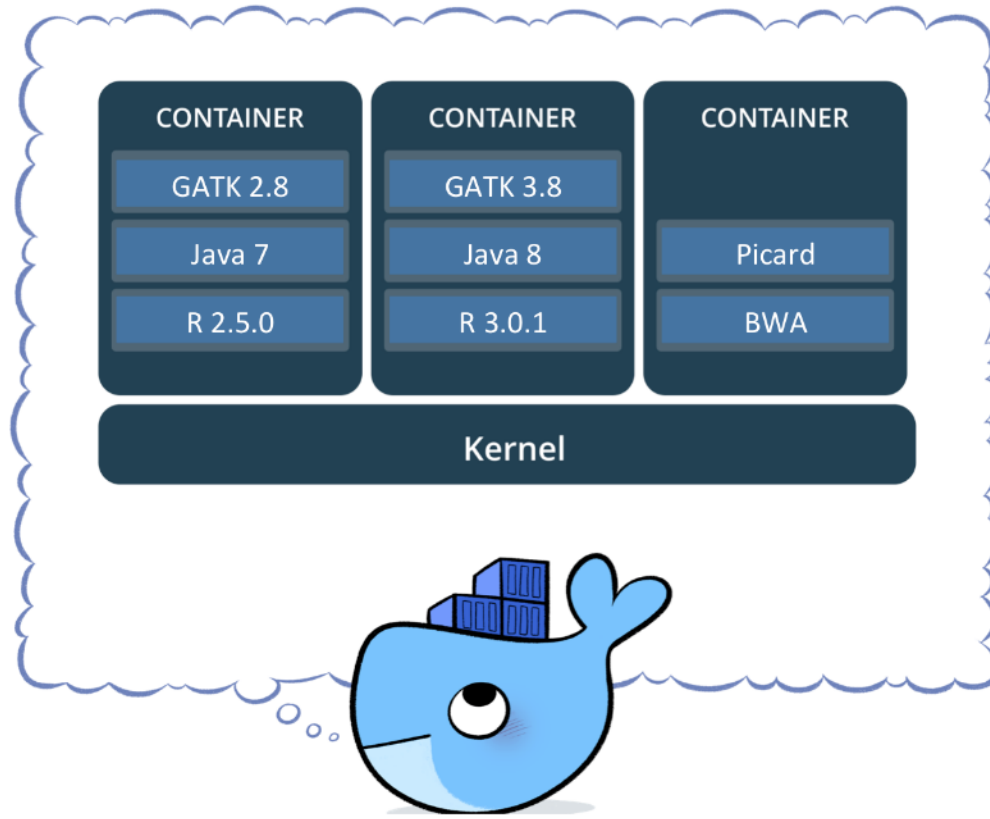 CONTAINER
GATK 2.8
Java 7
R 2.5.0
CONTAINER
GATK 3.8
Java 8
R 3.0.1
CONTAINER
Picard
BWA
Kernel